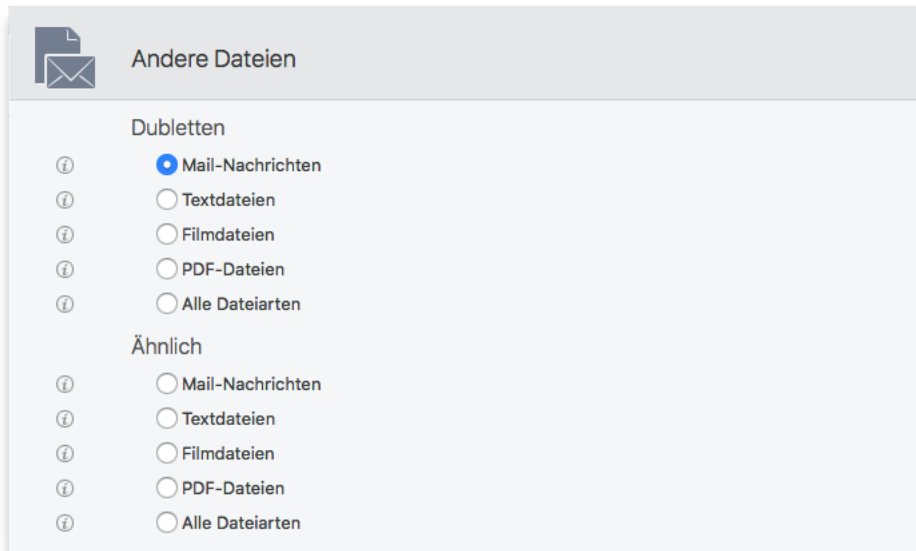 Andere Dateien
Dubletten
Mail-Nachrichten
Textdateien
Filmdateien
PDF-Dateien
Alle Dateiarten
Ähnlich
Mail-Nachrichten
Textdateien
Filmdateien
PDF-Dateien
Alle Dateiarten